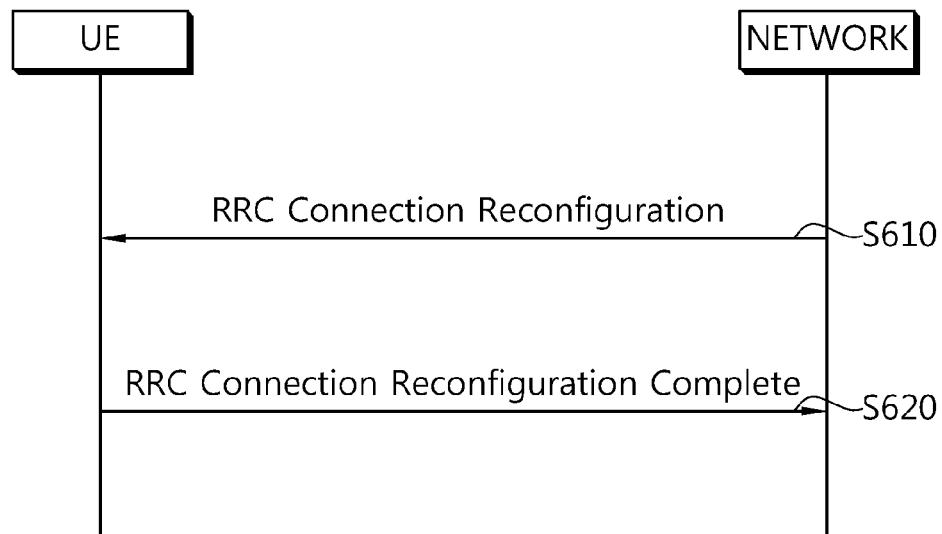 UE
NETWORK
RRC Connection Reconfiguration
S610
RRC Connection Reconfiguration Complete
S620